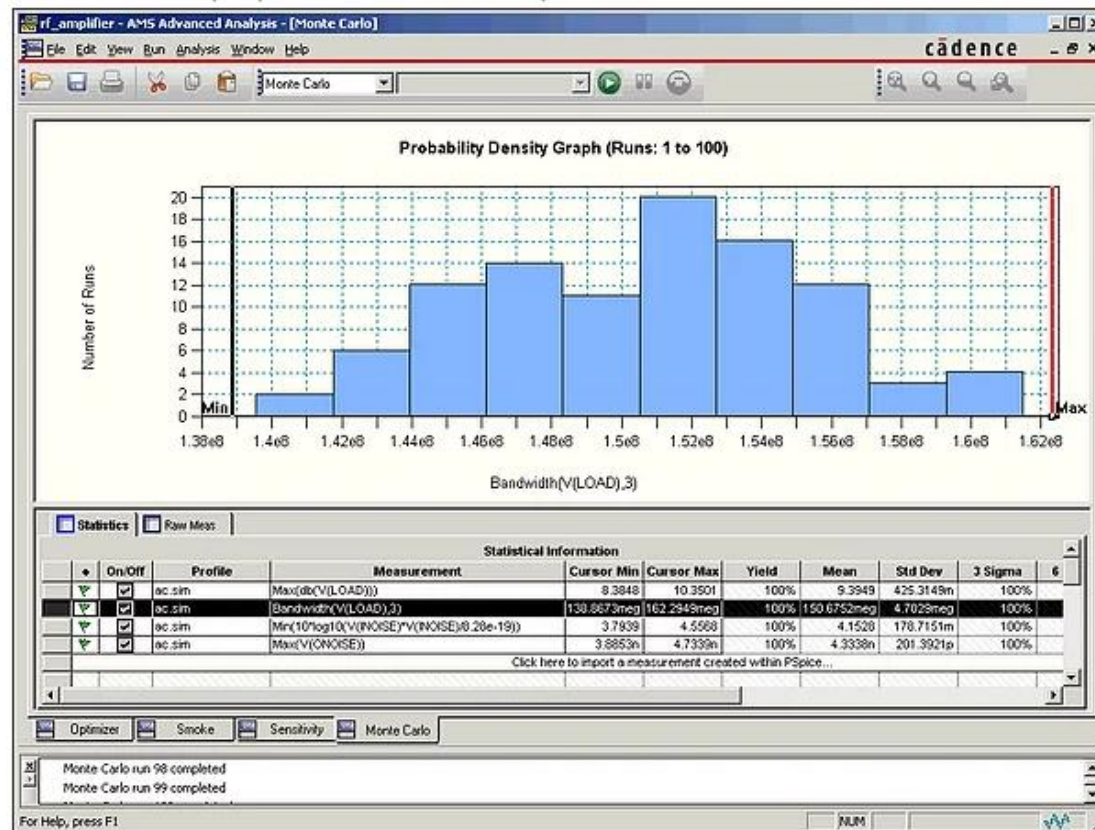 rf_amplifier - AMS Advanced Analysis - [Monte Carlo]
File Edit View Run Analysis Window Help
cādence
Monte Carlo
Probability Density Graph (Runs: 1 to 100)
Number of Runs
20
18
16
14
12
10
8
6
4
2
0
Min
Max
1.38e8 1.4e8 1.42e8 1.44e8 1.46e8 1.48e8 1.5e8 1.52e8 1.54e8 1.56e8 1.58e8 1.6e8 1.62e8
Bandwidth(V(LOAD),3)
Statistics Raw Meas
Statistical Information
On/Off Profile Measurement Cursor Min Cursor Max Yield Mean Std Dev 3 Sigma 6
ac.sim Max(db(V(LOAD))) 8.3848 10.3501 100% 9.3949 425.3149m 100%
ac.sim Bandwidth(V(LOAD),3) 138.8673meg 162.2949meg 100% 150.6752meg 4.7029meg 100%
ac.sim Min(10*log10(V(INOISE)*V(INOISE)/8.28e-19)) 3.7939 4.5568 100% 4.1528 178.7151m 100%
ac.sim Max(V(ONOISE)) 3.8853n 4.7339n 100% 4.3338n 201.3921p 100%
Click here to import a measurement created within PSpice...
Optimizer Smoke Sensitivity Monte Carlo
Monte Carlo run 98 completed
Monte Carlo run 99 completed
For Help, press F1
NUM